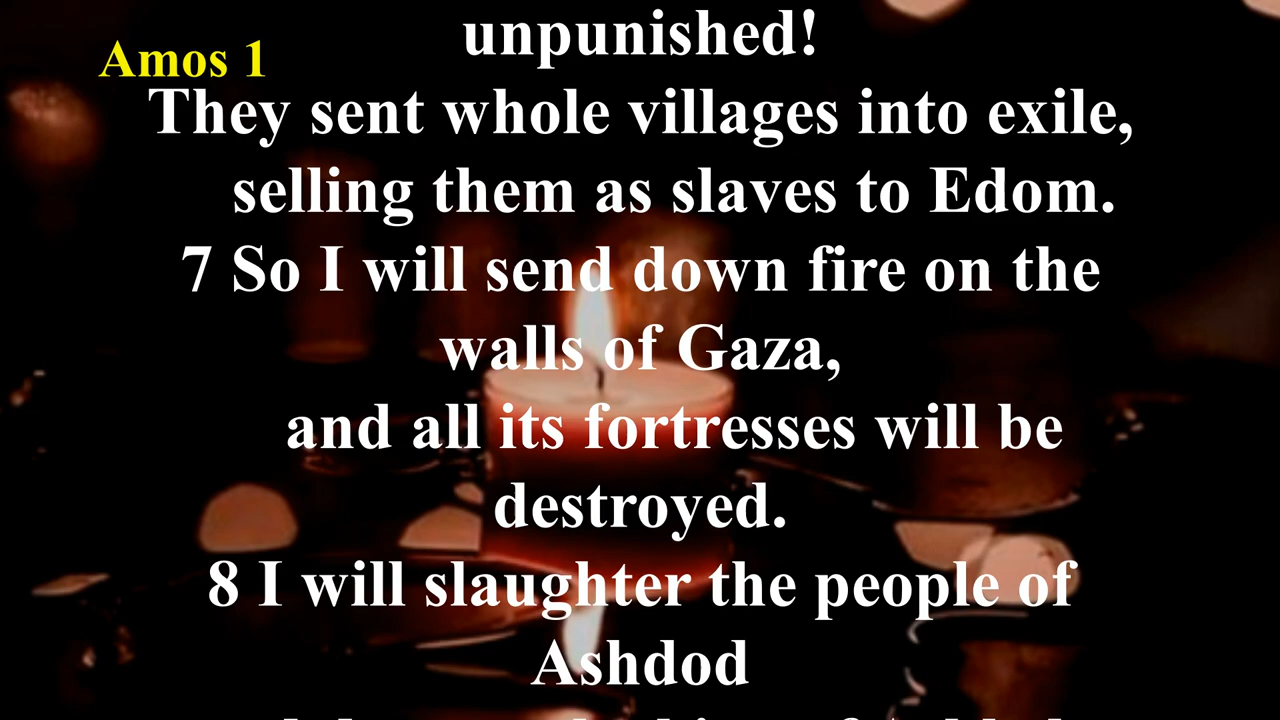 unpunished!
Amos 1
They sent whole villages into exile,
selling them as slaves to Edom.
7 So I will send down fire on the
walls of Gaza,
and all its fortresses will be
destroyed.
8 I will slaughter the people of
Ashdod